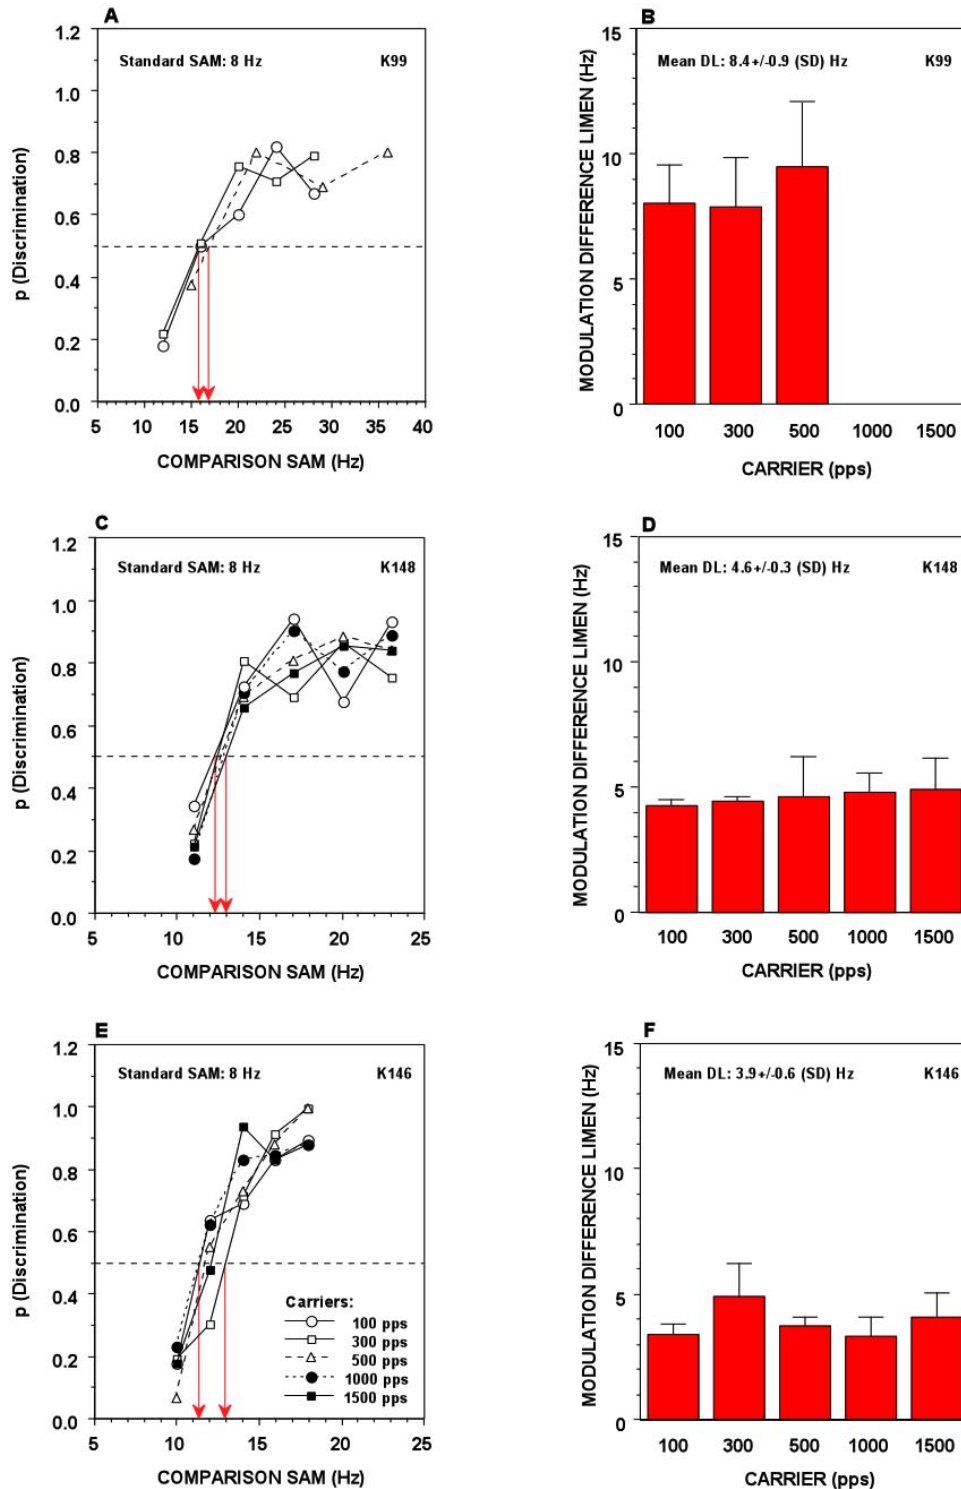 A
Standard SAM: 8 Hz K99
p (Discrimination)
1.2
1.0
0.8
0.6
0.4
0.2
0.0
5 10 15 20 25 30 35 40
COMPARISON SAM (Hz)
B
Mean DL: 8.4+/-0.9 (SD) Hz K99
MODULATION DIFFERENCE LIMEN (Hz)
15
10
5
0
100 300 500 1000 1500
CARRIER (pps)
C
Standard SAM: 8 Hz K148
p (Discrimination)
1.2
1.0
0.8
0.6
0.4
0.2
0.0
5 10 15 20 25
COMPARISON SAM (Hz)
D
Mean DL: 4.6+/-0.3 (SD) Hz K148
MODULATION DIFFERENCE LIMEN (Hz)
15
10
5
0
100 300 500 1000 1500
CARRIER (pps)
E
Standard SAM: 8 Hz K146
p (Discrimination)
1.2
1.0
0.8
0.6
0.4
0.2
0.0
Carriers:
100 pps
300 pps
500 pps
1000 pps
1500 pps
5 10 15 20 25
COMPARISON SAM (Hz)
F
Mean DL: 3.9+/-0.6 (SD) Hz K146
MODULATION DIFFERENCE LIMEN (Hz)
15
10
5
0
100 300 500 1000 1500
CARRIER (pps)